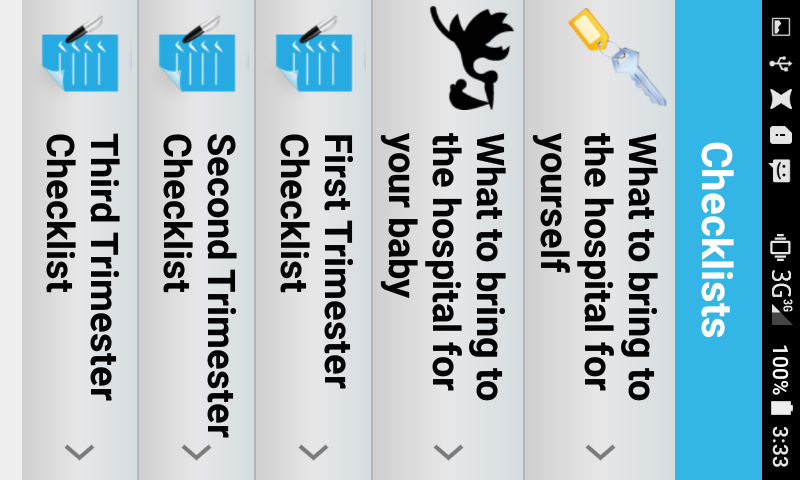 3G 3G 100% 3:33
Checklists
What to bring to
the hospital for
yourself
What to bring to
the hospital for
your baby
First Trimester
Checklist
Second Trimester
Checklist
Third Trimester
Checklist